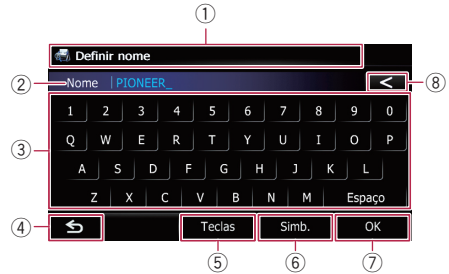 ①
Definir nome
② Nome PIONEER_ < ⑧
1 2 3 4 5 6 7 8 9 0
③ Q W E R T Y U I O P
A S D F G H J K L
Z X C V B N M Espaço
④ Teclas Simb. OK
⑤ ⑥ ⑦